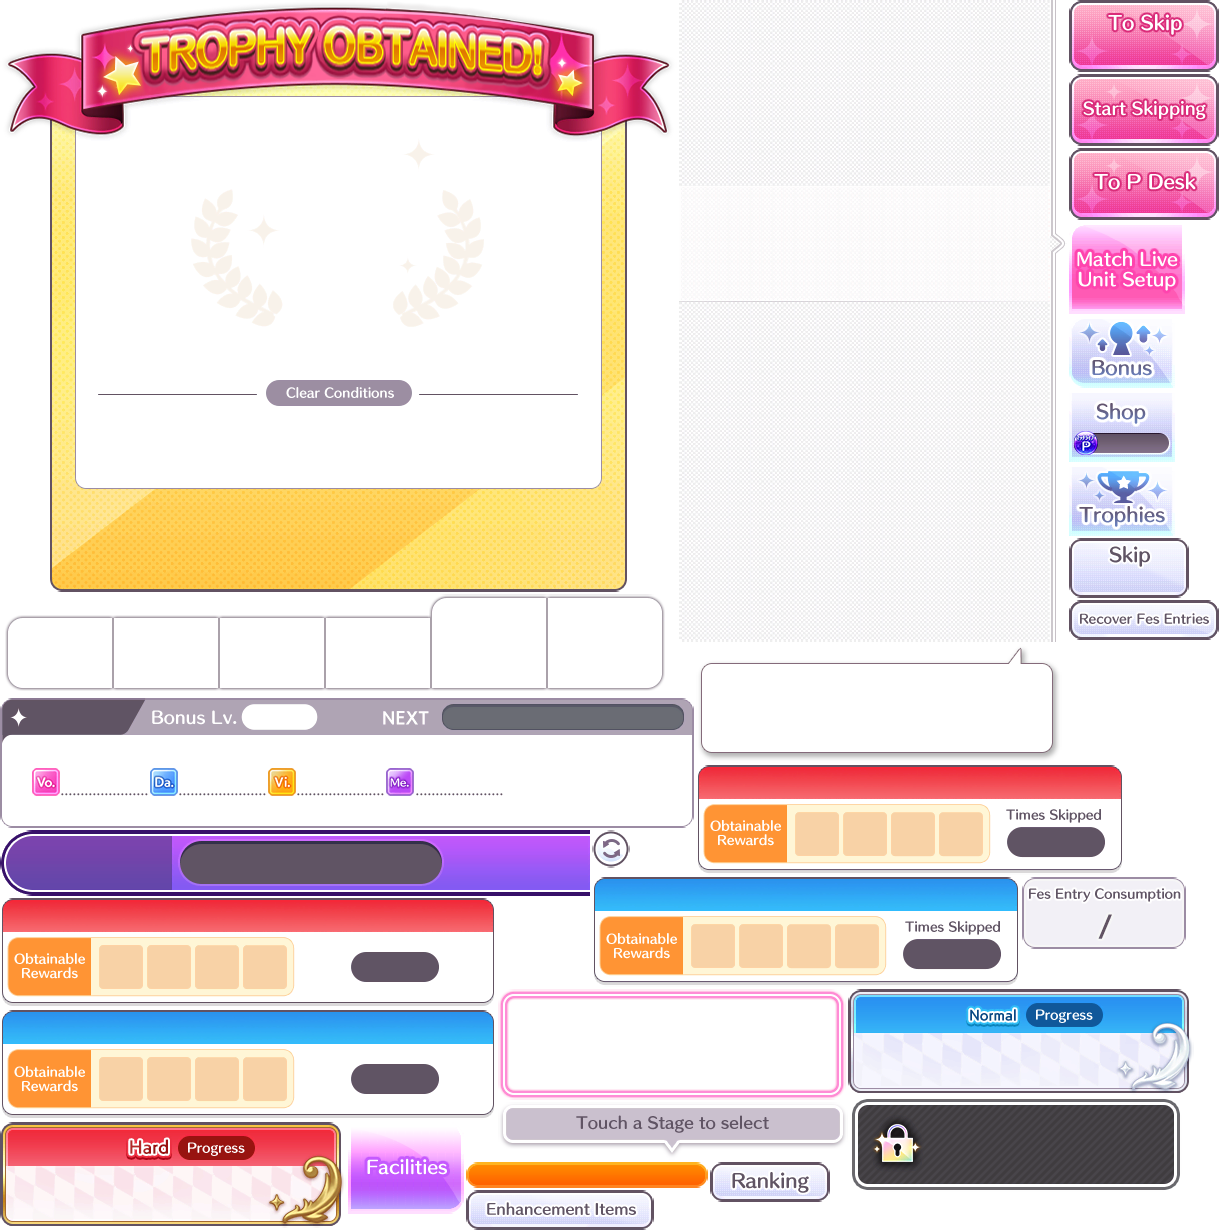 TROPHY OBTAINED!
Clear Conditions
To Skip
Start Skipping
To P Desk
Match Live
Unit Setup
Bonus
Shop
P
Trophies
Skip
Recover Fes Entries
Bonus Lv.
NEXT
Vo.
Da.
Vi.
Me.
Obtainable
Rewards
Times Skipped
Obtainable
Rewards
Times Skipped
Fes Entry Consumption
/
Obtainable
Rewards
Obtainable
Rewards
Normal
Progress
Touch a Stage to select
Hard
Progress
Facilities
Ranking
Enhancement Items